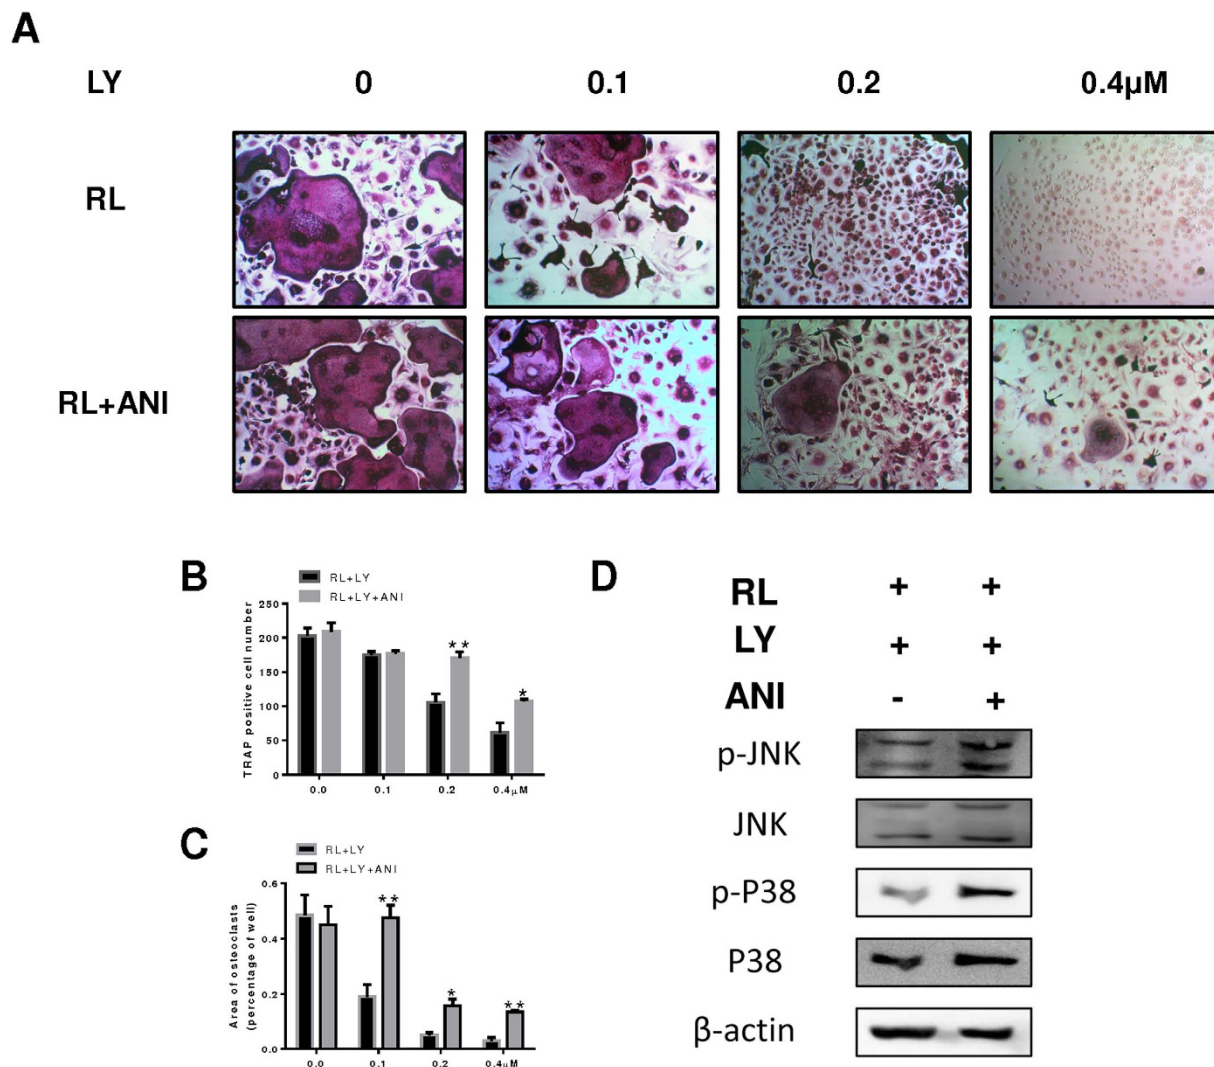 A
LY 0 0.1 0.2 0.4µM
RL
RL+ANI
B
RL+LY
RL+LY+ANI
TRAP positive cell number
250
200
150
100
50
0
**
*
0.0 0.1 0.2 0.4µM
C
RL+LY
RL+LY+ANI
Area of osteoclasts
(percentage of well)
0.6
0.4
0.2
0.0
**
*
**
0.0 0.1 0.2 0.4µM
D
RL + +
LY + +
ANI - +
p-JNK
JNK
p-P38
P38
β-actin